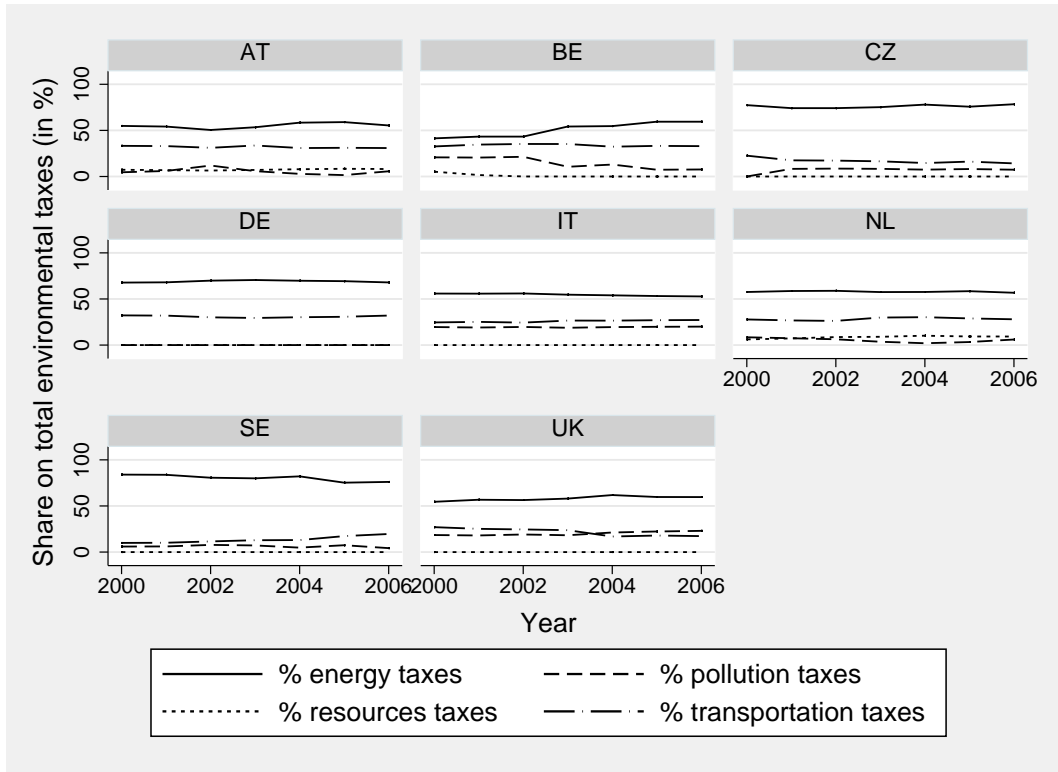 AT BE CZ
100
50
0
DE IT NL
100
50
0
2000 2002 2004 2006
SE UK
100
50
0
2000 2002 2004 2006 2000 2002 2004 2006
Share on total environmental taxes (in %)
Year
% energy taxes % pollution taxes
% resources taxes % transportation taxes